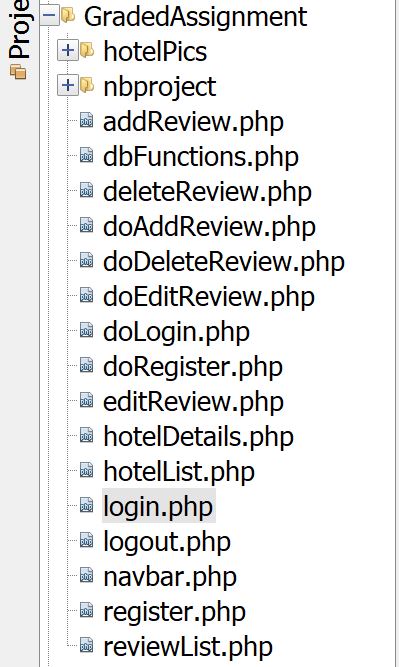 Proje
GradedAssignment
hotelPics
nbproject
addReview.php
dbFunctions.php
deleteReview.php
doAddReview.php
doDeleteReview.php
doEditReview.php
doLogin.php
doRegister.php
editReview.php
hotelDetails.php
hotelList.php
login.php
logout.php
navbar.php
register.php
reviewList.php